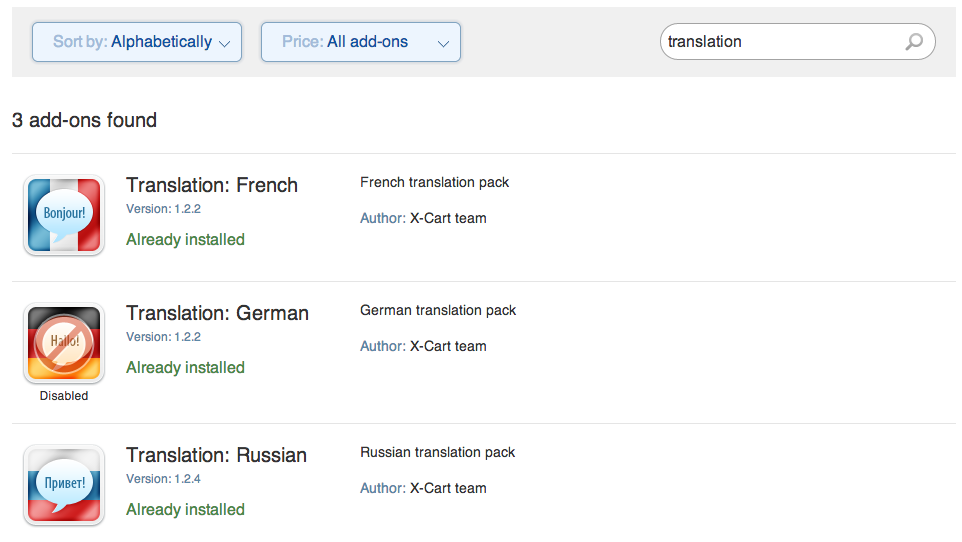 Sort by: Alphabetically
Price: All add-ons
translation
3 add-ons found
Bonjour!
Translation: French
Version: 1.2.2
Already installed
French translation pack
Author: X-Cart team
Hallo!
Disabled
Translation: German
Version: 1.2.2
Already installed
German translation pack
Author: X-Cart team
Привет!
Translation: Russian
Version: 1.2.4
Already installed
Russian translation pack
Author: X-Cart team